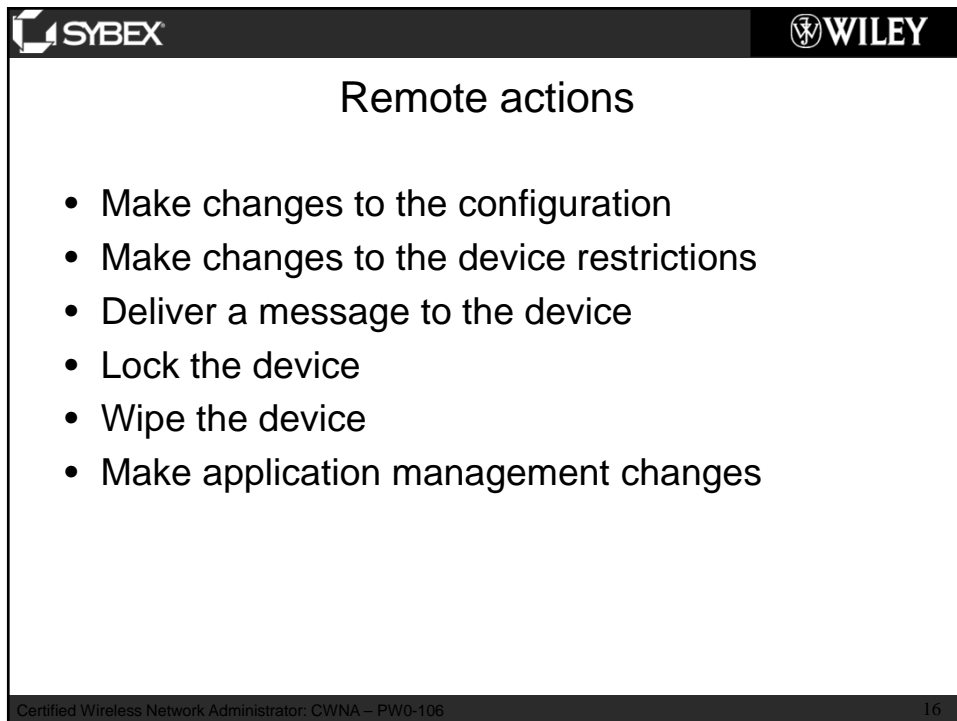 SYBEX
WILEY
Remote actions
• Make changes to the configuration
• Make changes to the device restrictions
• Deliver a message to the device
• Lock the device
• Wipe the device
• Make application management changes
Certified Wireless Network Administrator: CWNA – PW0-106
16